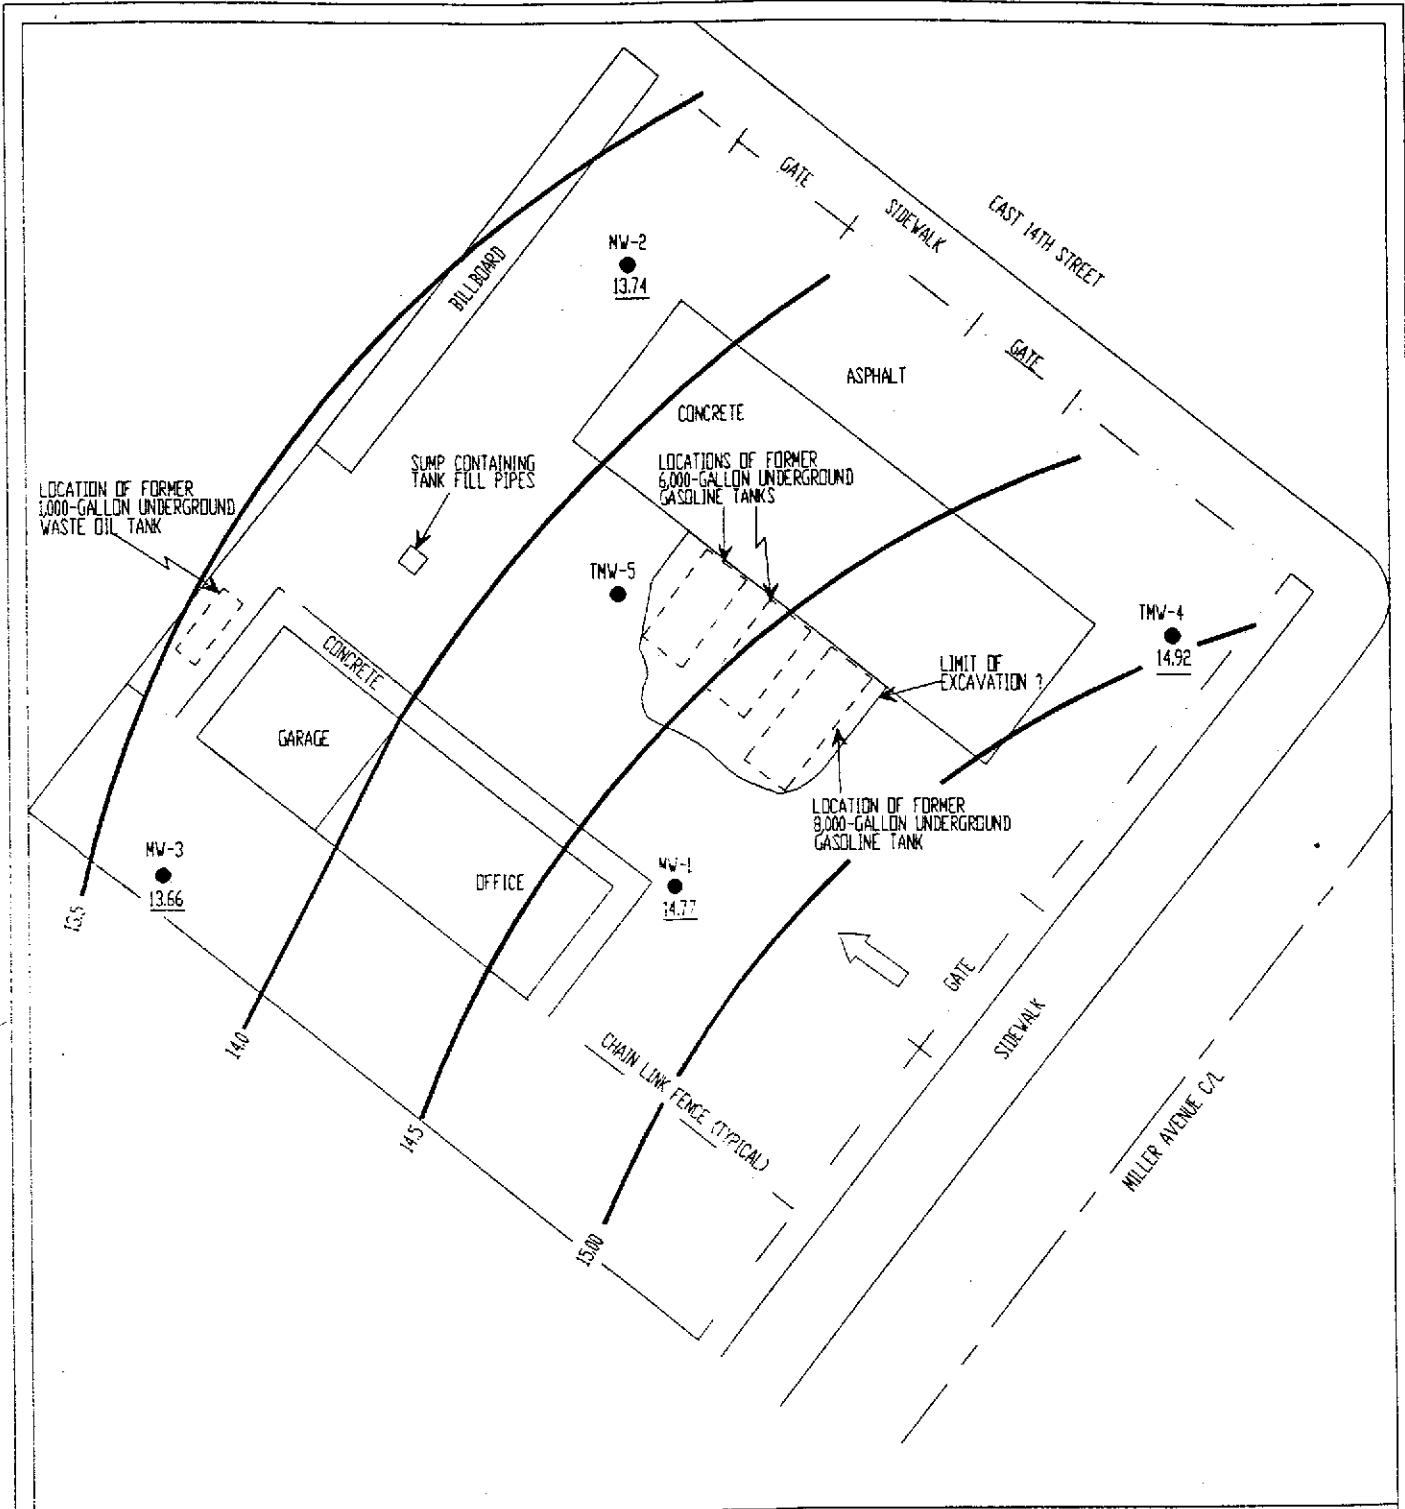 GATE
SIDEWALK
EAST 14TH STREET
MW-2
13.74
BILLBOARD
GATE
ASPHALT
CONCRETE
SUMP CONTAINING
TANK FILL PIPES
LOCATIONS OF FORMER
6,000-GALLON UNDERGROUND
GASOLINE TANKS
LOCATION OF FORMER
1,000-GALLON UNDERGROUND
WASTE OIL TANK
TMW-5
TMW-4
14.92
CONCRETE
LIMIT OF
EXCAVATION ?
GARAGE
LOCATION OF FORMER
8,000-GALLON UNDERGROUND
GASOLINE TANK
MW-3
13.66
OFFICE
MW-1
14.77
13.5
GATE
SIDEWALK
14.0
CHAIN LINK FENCE (TYPICAL)
14.5
MILLER AVENUE C/L
15.00